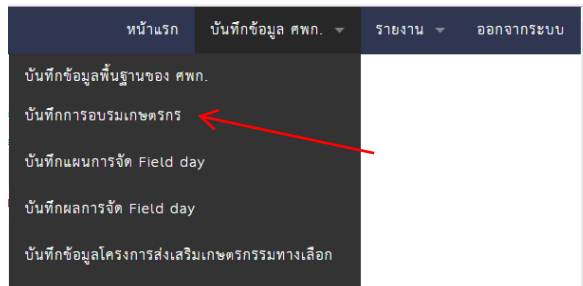 หน้าแรก บันทึกข้อมูล ศพก. รายงาน ออกจากระบบ
บันทึกข้อมูลพื้นฐานของ ศพก.
บันทึกการอบรมเกษตรกร
บันทึกแผนการจัด Field day
บันทึกผลการจัด Field day
บันทึกข้อมูลโครงการส่งเสริมเกษตรกรรมทางเลือก